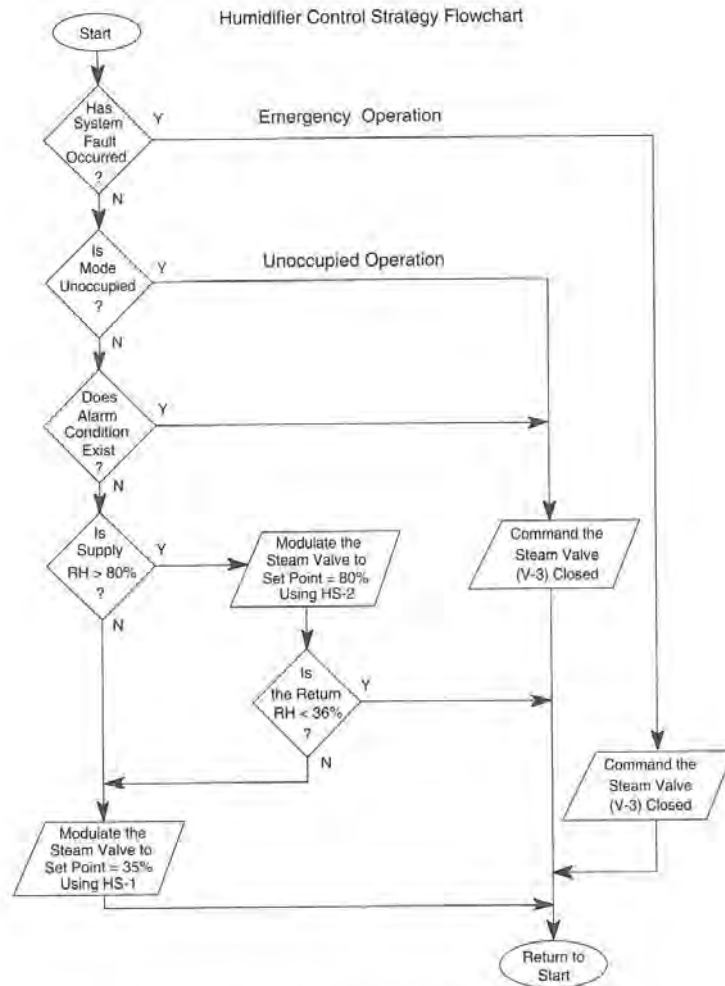 Humidifier Control Strategy Flowchart
Start
Has
System
Fault
Occurred
?
Y
Emergency Operation
N
Is
Mode
Unoccupied
?
Y
Unoccupied Operation
N
Does
Alarm
Condition
Exist
?
Y
N
Is
Supply
RH > 80%
?
Y
N
Modulate the
Steam Valve to
Set Point = 80%
Using HS-2
Command the
Steam Valve
(V-3) Closed
Is
the Return
RH < 36%
?
Y
N
Command the
Steam Valve
(V-3) Closed
Modulate the
Steam Valve to
Set Point = 35%
Using HS-1
Return to
Start